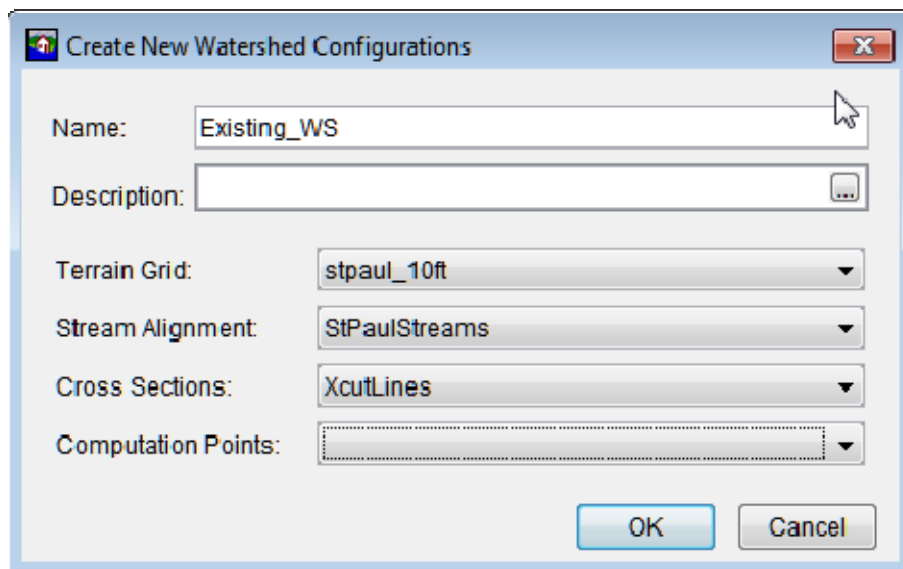 Create New Watershed Configurations
Name: Existing_WS
Description: ...
Terrain Grid: stpaul_10ft
Stream Alignment: StPaulStreams
Cross Sections: XcutLines
Computation Points:
OK Cancel